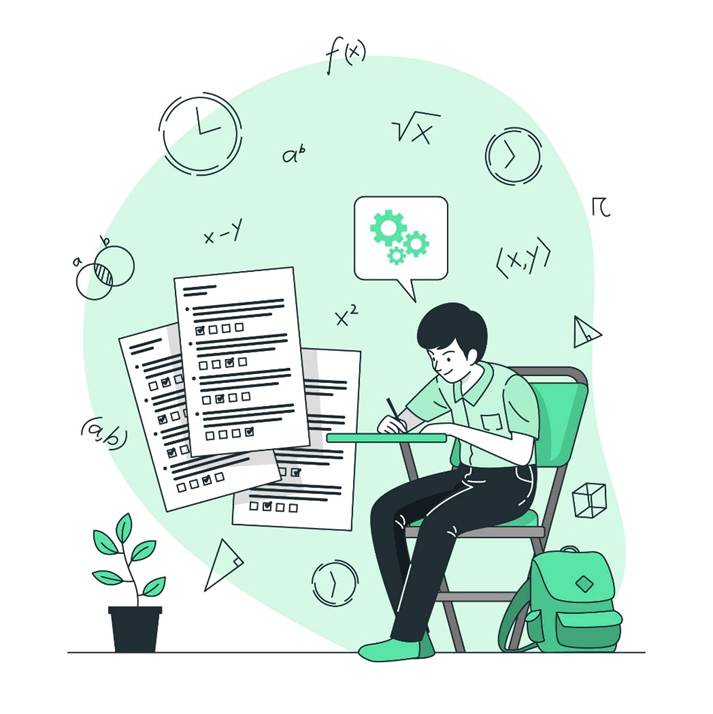 f(x)
√x
aᵇ
π
x-y
b
a
(x,y)
x²
(a,b)